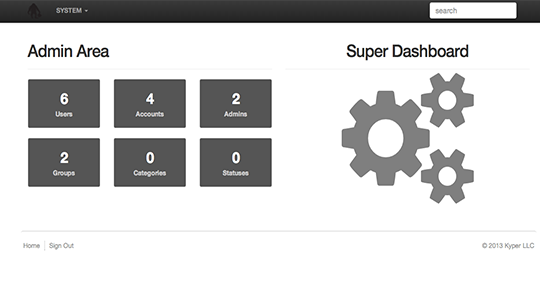 SYSTEM
search
Admin Area
Super Dashboard
6
Users
4
Accounts
2
Admins
2
Groups
0
Categories
0
Statuses
Home
Sign Out
© 2013 Kyper LLC